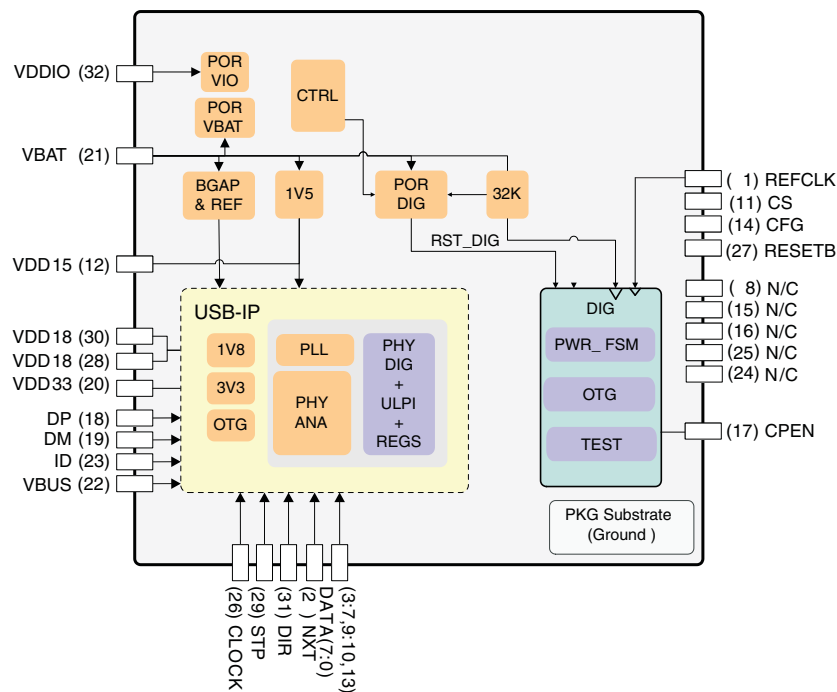 VDDIO (32)
POR
VIO
CTRL
POR
VBAT
VBAT (21)
BGAP
& REF
1V5
POR
DIG
32K
( 1) REFCLK
(11) CS
(14) CFG
(27) RESETB
RST_DIG
VDD15 (12)
( 8) N/C
(15) N/C
(16) N/C
(25) N/C
(24) N/C
USB-IP
DIG
VDD18 (30)
VDD18 (28)
VDD33 (20)
1V8
3V3
OTG
PLL
PHY
ANA
PHY
DIG
+
ULPI
+
REGS
PWR_ FSM
OTG
TEST
DP (18)
DM (19)
ID (23)
VBUS (22)
(17) CPEN
PKG Substrate
(Ground )
(26) CLOCK
(29) STP
(31) DIR
(2 ) NXT
DATA(7:0)
(3:7,9:10,13)